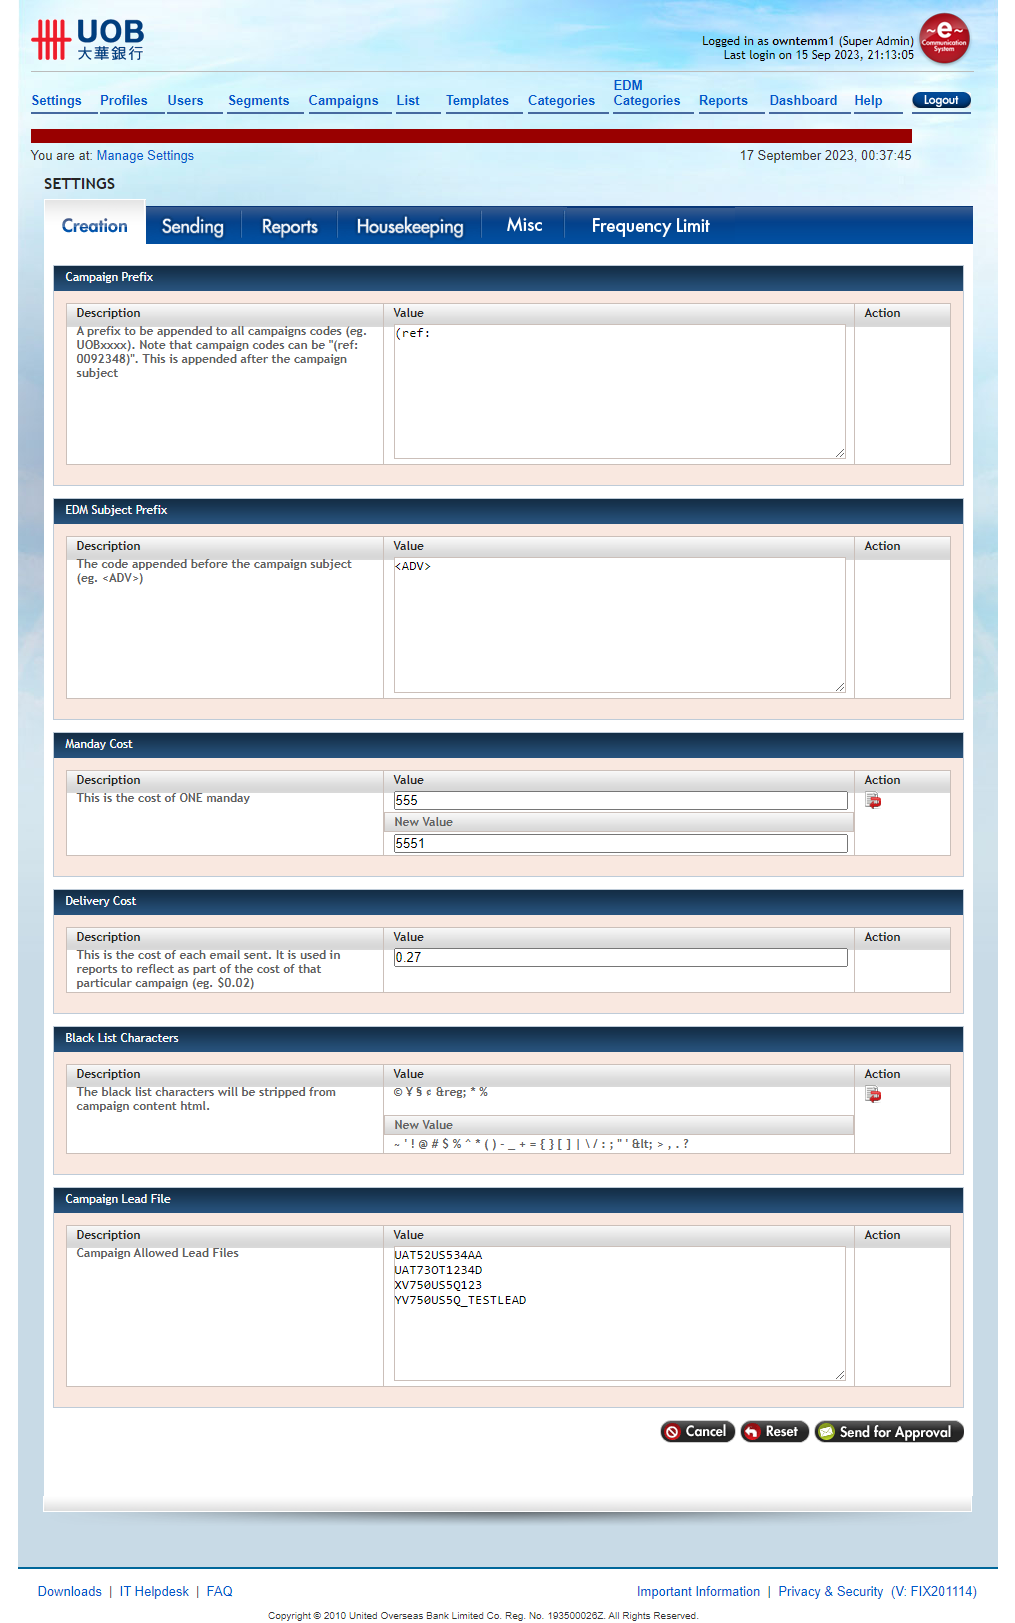 UOB
大華銀行
Logged in as owntemm1 (Super Admin)
Last login on 15 Sep 2023, 21:13:05
~e~
Communication
System
Settings Profiles Users Segments Campaigns List Templates Categories EDM Categories Reports Dashboard Help Logout
You are at: Manage Settings 17 September 2023, 00:37:45
SETTINGS
Creation Sending Reports Housekeeping Misc Frequency Limit
Campaign Prefix
Description Value Action
A prefix to be appended to all campaigns codes (eg.
UOBxxxx). Note that campaign codes can be "(ref:
0092348)". This is appended after the campaign
subject
(ref:
EDM Subject Prefix
Description Value Action
The code appended before the campaign subject
(eg. <ADV>)
<ADV>
Manday Cost
Description Value Action
This is the cost of ONE manday
555
New Value
5551
Delivery Cost
Description Value Action
This is the cost of each email sent. It is used in
reports to reflect as part of the cost of that
particular campaign (eg. $0.02)
0.27
Black List Characters
Description Value Action
The black list characters will be stripped from
campaign content html.
© ¥ § ¢ &reg; * %
New Value
~ ' ! @ # $ % ^ * ( ) - _ + = { } [ ] | \ / : ; " ' &lt; > , . ?
Campaign Lead File
Description Value Action
Campaign Allowed Lead Files
UAT52US534AA
UAT73OT1234D
XV750US5Q123
YV750US5Q_TESTLEAD
Cancel Reset Send for Approval
Downloads | IT Helpdesk | FAQ
Important Information | Privacy & Security (V: FIX201114)
Copyright © 2010 United Overseas Bank Limited Co. Reg. No. 193500026Z. All Rights Reserved.